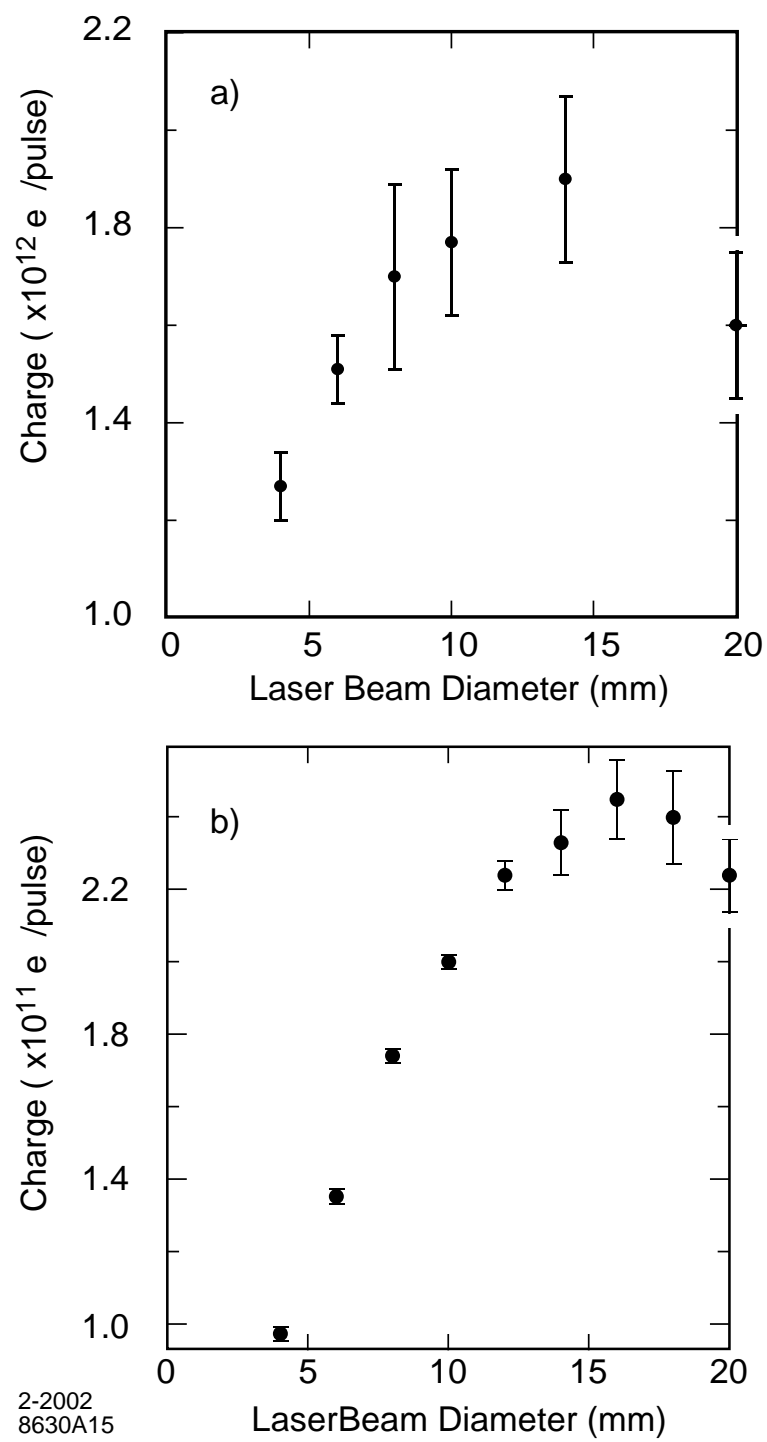 2.2
a)
1.8
1.4
1.0
Charge ( x10¹² e /pulse)
0 5 10 15 20
Laser Beam Diameter (mm)
b)
2.2
1.8
1.4
1.0
Charge ( x10¹¹ e /pulse)
0 5 10 15 20
LaserBeam Diameter (mm)
2-2002
8630A15